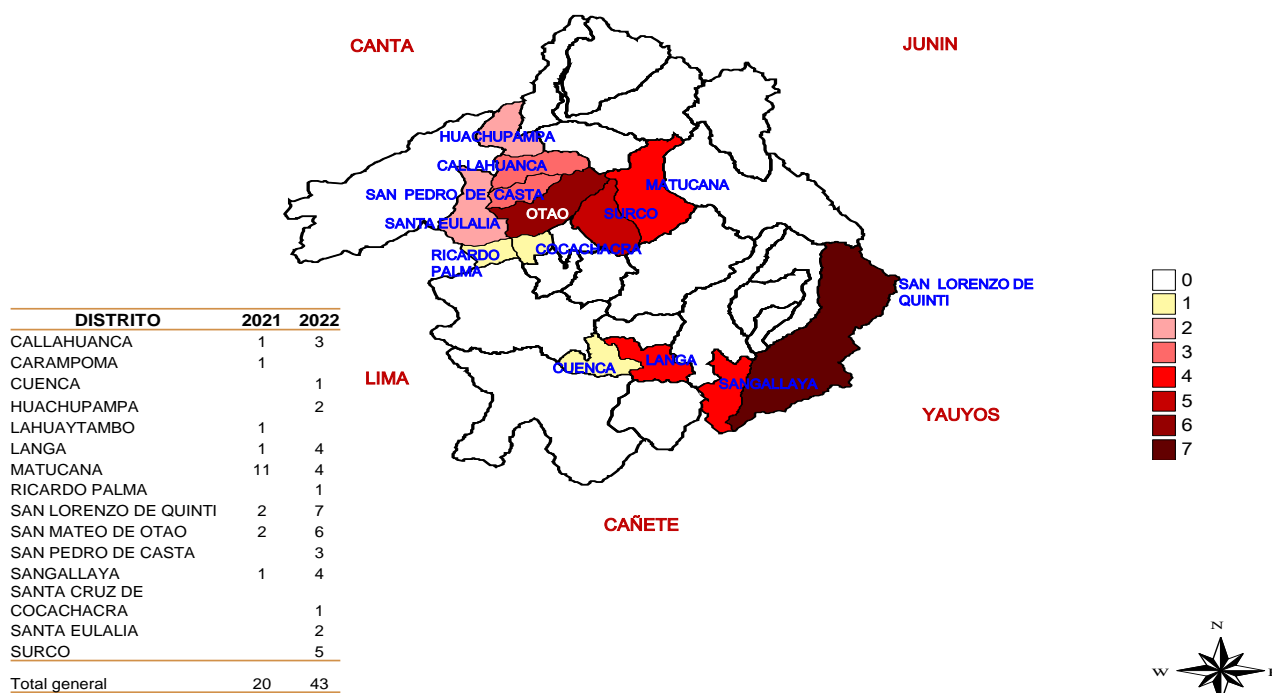 CANTA
JUNIN
HUACHUPAMPA
CALLAHUANCA
MATUCANA
SAN PEDRO DE CASTA
OTAO
SURCO
SANTA EULALIA
COCACHACRA
RICARDO
PALMA
SAN LORENZO DE
QUINTI
LANGA
CUENCA
SANGALLAYA
LIMA
YAUYOS
CAÑETE
0
1
2
3
4
5
6
7
DISTRITO 2021 2022
CALLAHUANCA 1 3
CARAMPOMA 1
CUENCA 1
HUACHUPAMPA 2
LAHUAYTAMBO 1
LANGA 1 4
MATUCANA 11 4
RICARDO PALMA 1
SAN LORENZO DE QUINTI 2 7
SAN MATEO DE OTAO 2 6
SAN PEDRO DE CASTA 3
SANGALLAYA 1 4
SANTA CRUZ DE
COCACHACRA 1
SANTA EULALIA 2
SURCO 5
Total general 20 43
N
W